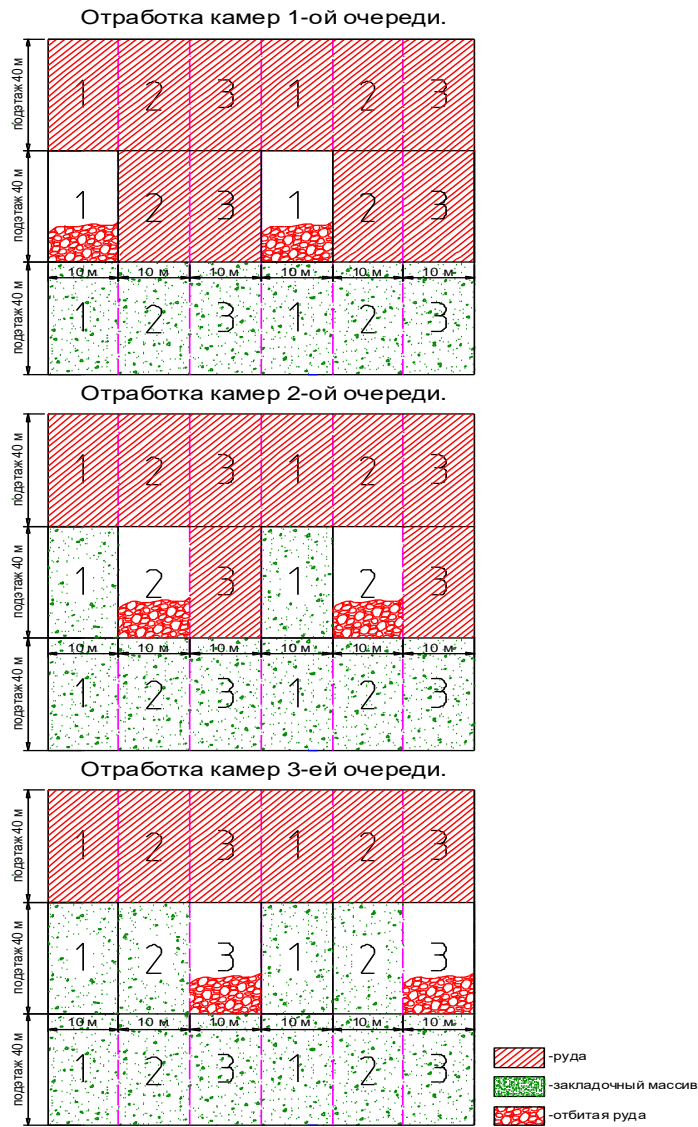 Отработка камер 1-ой очереди.
подэтаж 40 м
1 2 3 1 2 3
подэтаж 40 м
1 2 3 1 2 3
подэтаж 40 м
10 м 10 м 10 м 10 м 10 м 10 м
1 2 3 1 2 3
Отработка камер 2-ой очереди.
подэтаж 40 м
1 2 3 1 2 3
подэтаж 40 м
1 2 3 1 2 3
подэтаж 40 м
10 м 10 м 10 м 10 м 10 м 10 м
1 2 3 1 2 3
Отработка камер 3-ей очереди.
подэтаж 40 м
1 2 3 1 2 3
подэтаж 40 м
1 2 3 1 2 3
подэтаж 40 м
10 м 10 м 10 м 10 м 10 м 10 м
1 2 3 1 2 3
-руда
-закладочный массив
-отбитая руда